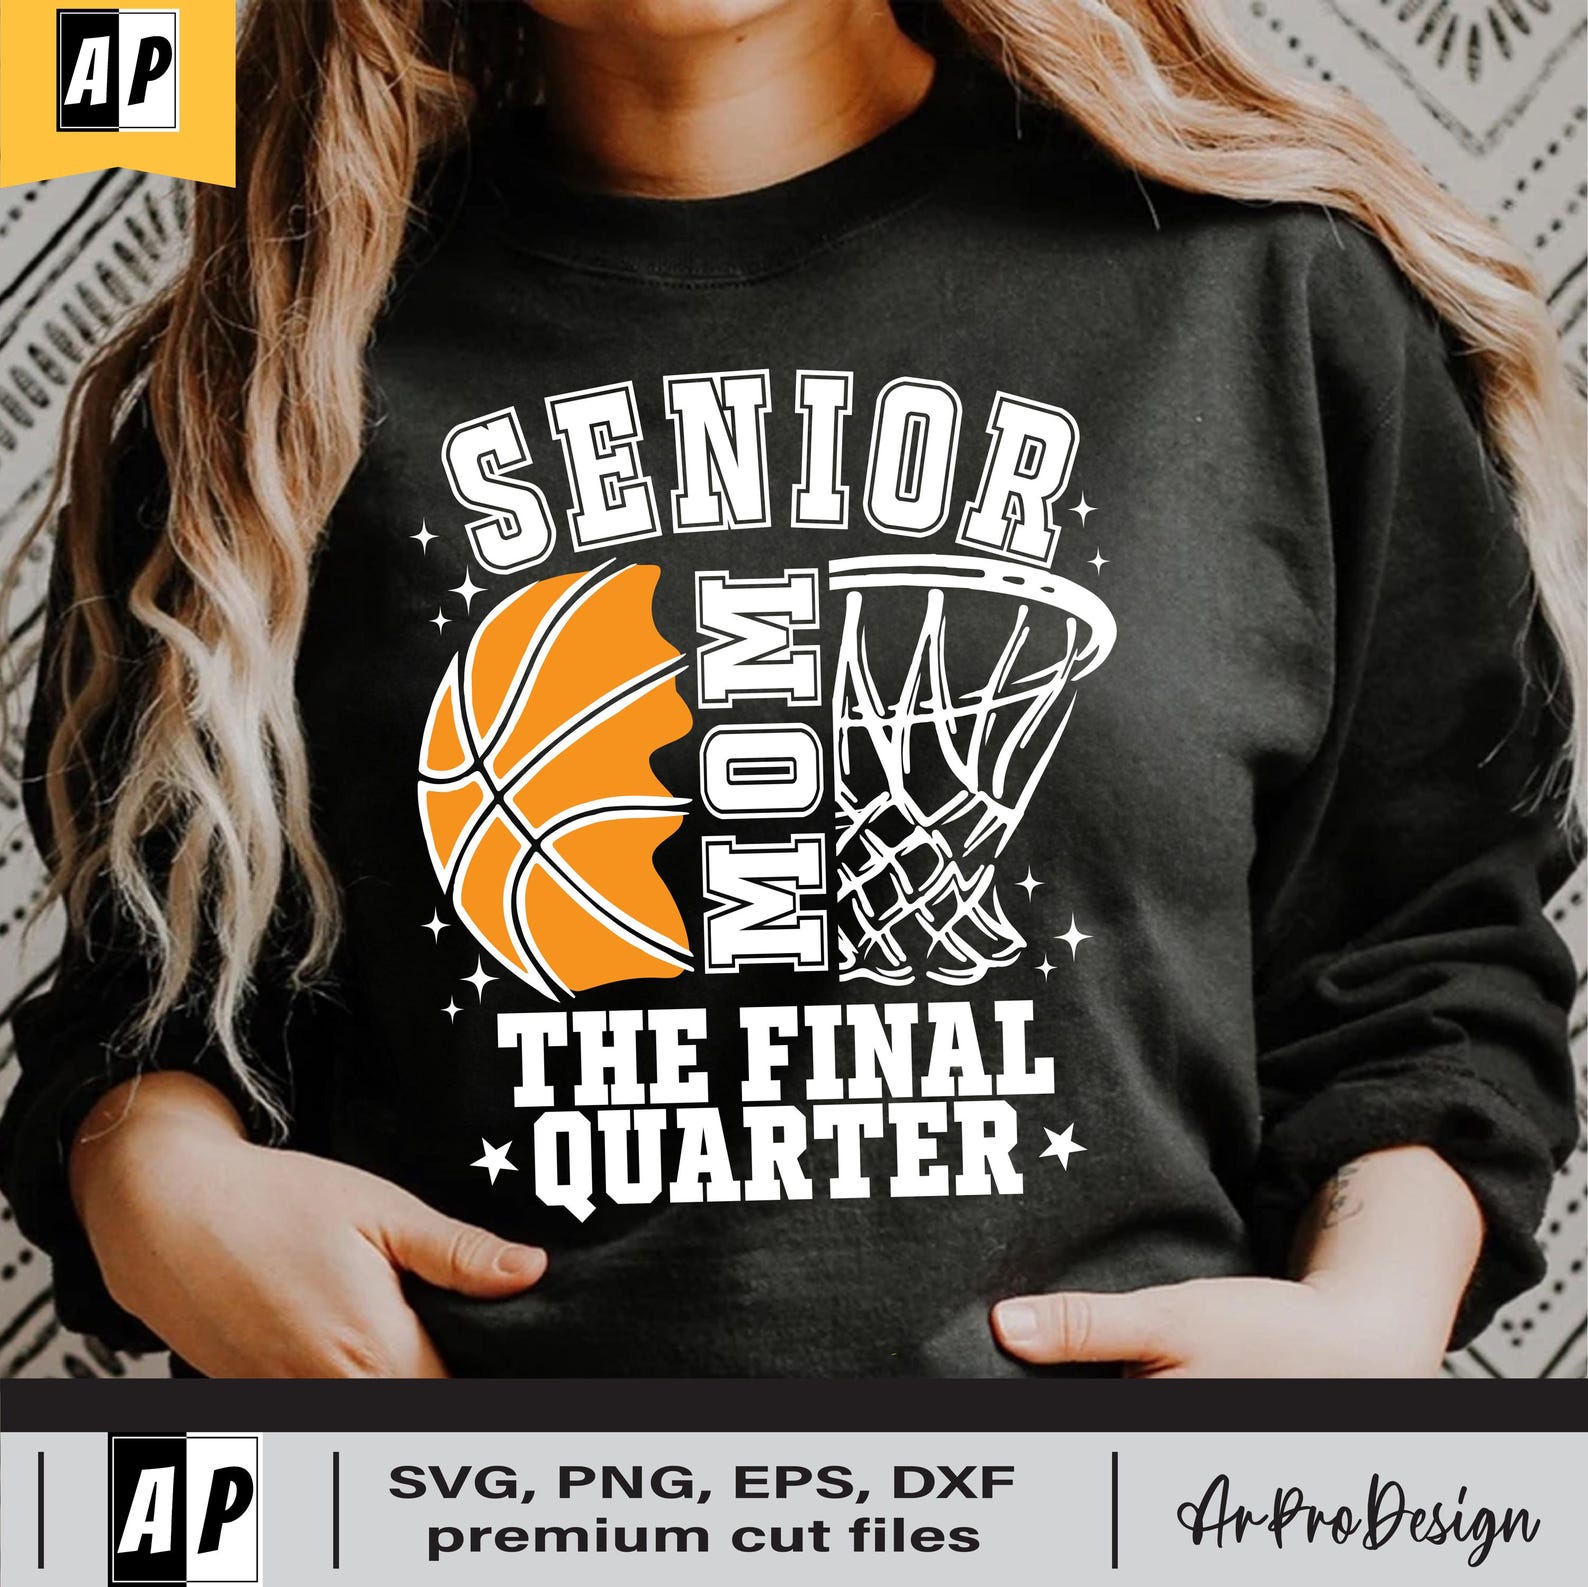 AP
SENIOR
MOM
THE FINAL
QUARTER
AP
SVG, PNG, EPS, DXF
premium cut files
ArProDesign